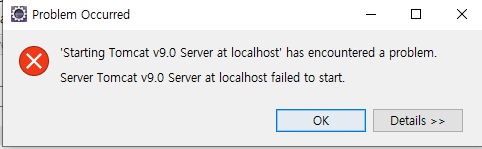 Problem Occurred
'Starting Tomcat v9.0 Server at localhost' has encountered a problem.
Server Tomcat v9.0 Server at localhost failed to start.
OK
Details >>